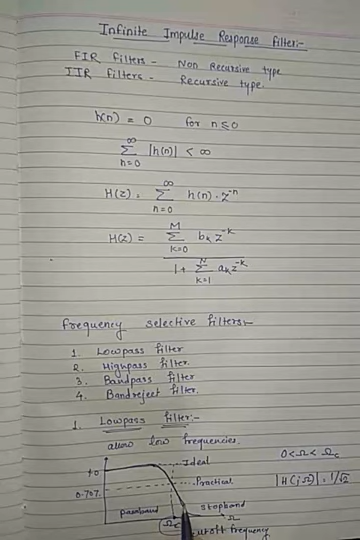 Infinite Impulse Response filter:-
FIR filters - Non Recursive type
IIR filters - Recursive type.
h(n) = 0 for n ≤ 0
∞
∑ |h(n)| < ∞
n=0
∞
H(z) = ∑ h(n) · z⁻ⁿ
n=0
M
∑ bₖ z⁻ᵏ
H(z) = k=0
N
1 + ∑ aₖ z⁻ᵏ
k=1
frequency selective filters:-
1. Lowpass filter
2. Highpass filter
3. Bandpass filter
4. Bandreject filter.
1. Lowpass filter:-
allow low frequencies.
Ideal 0<Ω<Ωc
1.0
Practical |H(jΩ)| = 1/√2
0.707
passband stopband
Ωc Ω
cutoff frequency